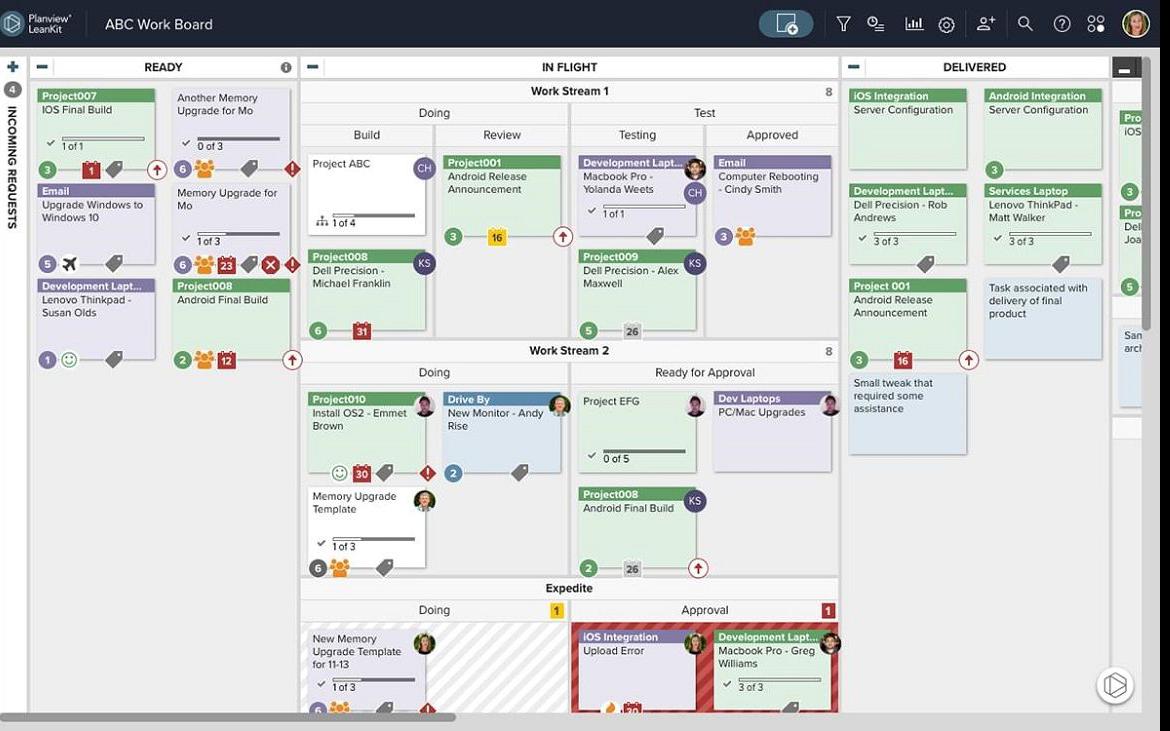 Planview®
LeanKit
ABC Work Board
4
INCOMING REQUESTS
READY
Project007
IOS Final Build
1 of 1
3
1
Another Memory
Upgrade for Mo
0 of 3
6
Email
Upgrade Windows to
Windows 10
5
Memory Upgrade for
Mo
1 of 3
6
23
Development Lapt...
Lenovo Thinkpad -
Susan Olds
1
Project008
Android Final Build
2
12
IN FLIGHT
Work Stream 1
8
Doing
Test
Build
Review
Testing
Approved
Project ABC
CH
1 of 4
Project001
Android Release
Announcement
3
16
Development Lapt...
Macbook Pro -
Yolanda Weets
CH
1 of 1
Email
Computer Rebooting
- Cindy Smith
3
Project008
KS
Dell Precision -
Michael Franklin
6
31
Project009
KS
Dell Precision - Alex
Maxwell
5
26
Work Stream 2
8
Doing
Ready for Approval
Project010
Install OS2 - Emmet
Brown
30
Drive By
New Monitor - Andy
Rise
2
Project EFG
0 of 5
Dev Laptops
PC/Mac Upgrades
Memory Upgrade
Template
1 of 3
6
Project008
KS
Android Final Build
2
26
Expedite
Doing
1
Approval
1
New Memory
Upgrade Template
for 11-13
1 of 3
6
iOS Integration
Upload Error
Development Lapt...
Macbook Pro - Greg
Williams
3 of 3
DELIVERED
iOS Integration
Server Configuration
Android Integration
Server Configuration
3
Development Lapt...
Dell Precision - Rob
Andrews
3 of 3
Services Laptop
Lenovo ThinkPad -
Matt Walker
3 of 3
Project 001
Android Release
Announcement
3
16
Task associated with
delivery of final
product
Small tweak that
required some
assistance
Pro
iOS
3
Pro
Del
Joa
5
San
arch